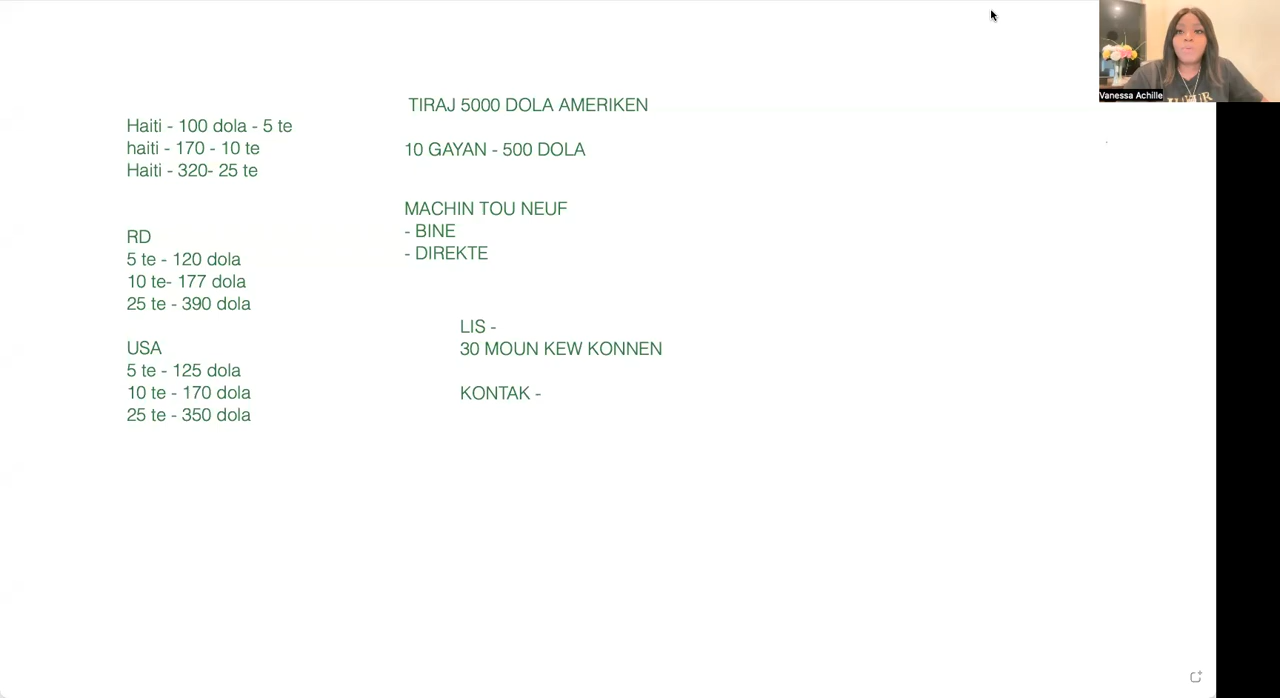 Haiti - 100 dola - 5 te
haiti - 170 - 10 te
Haiti - 320- 25 te
RD
5 te - 120 dola
10 te- 177 dola
25 te - 390 dola
USA
5 te - 125 dola
10 te - 170 dola
25 te - 350 dola
TIRAJ 5000 DOLA AMERIKEN
10 GAYAN - 500 DOLA
MACHIN TOU NEUF
- BINE
- DIREKTE
LIS -
30 MOUN KEW KONNEN
KONTAK -
Vanessa Achille